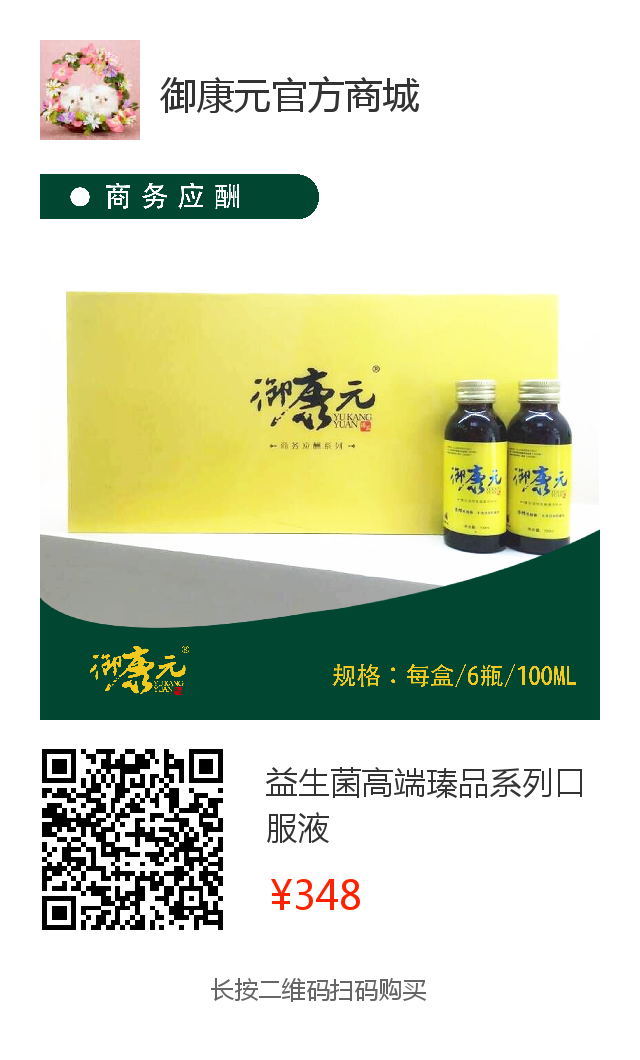 御康元官方商城
商务应酬
御康元®
YU KANG
YUAN
商务应酬系列
御康元
御康元
御康元®
YU KANG
YUAN
规格：每盒/6瓶/100ML
益生菌高端瑧品系列口
服液
¥348
长按二维码扫码购买